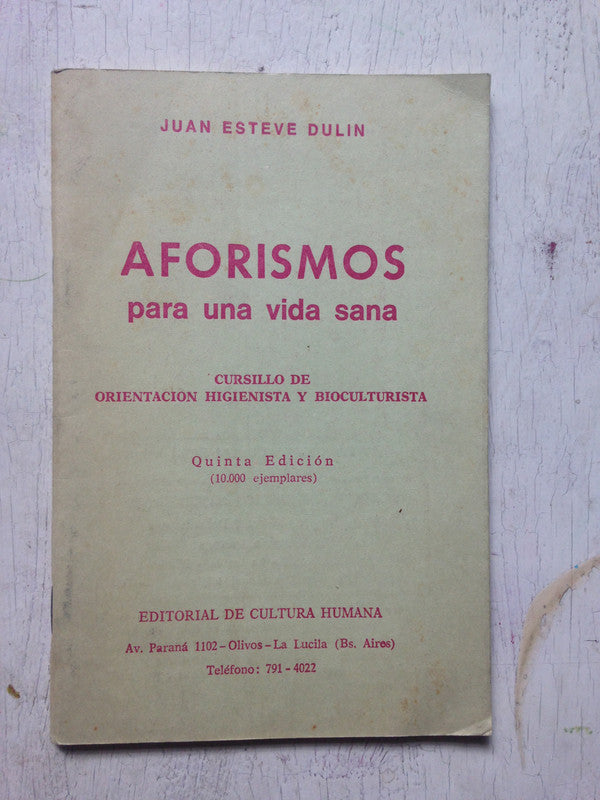 JUAN ESTEVE DULIN
AFORISMOS
para una vida sana
CURSILLO DE
ORIENTACION HIGIENISTA Y BIOCULTURISTA
Quinta Edición
(10.000 ejemplares)
EDITORIAL DE CULTURA HUMANA
Av. Paraná 1102 - Olivos - La Lucila (Bs. Aires)
Teléfono: 791 - 4022